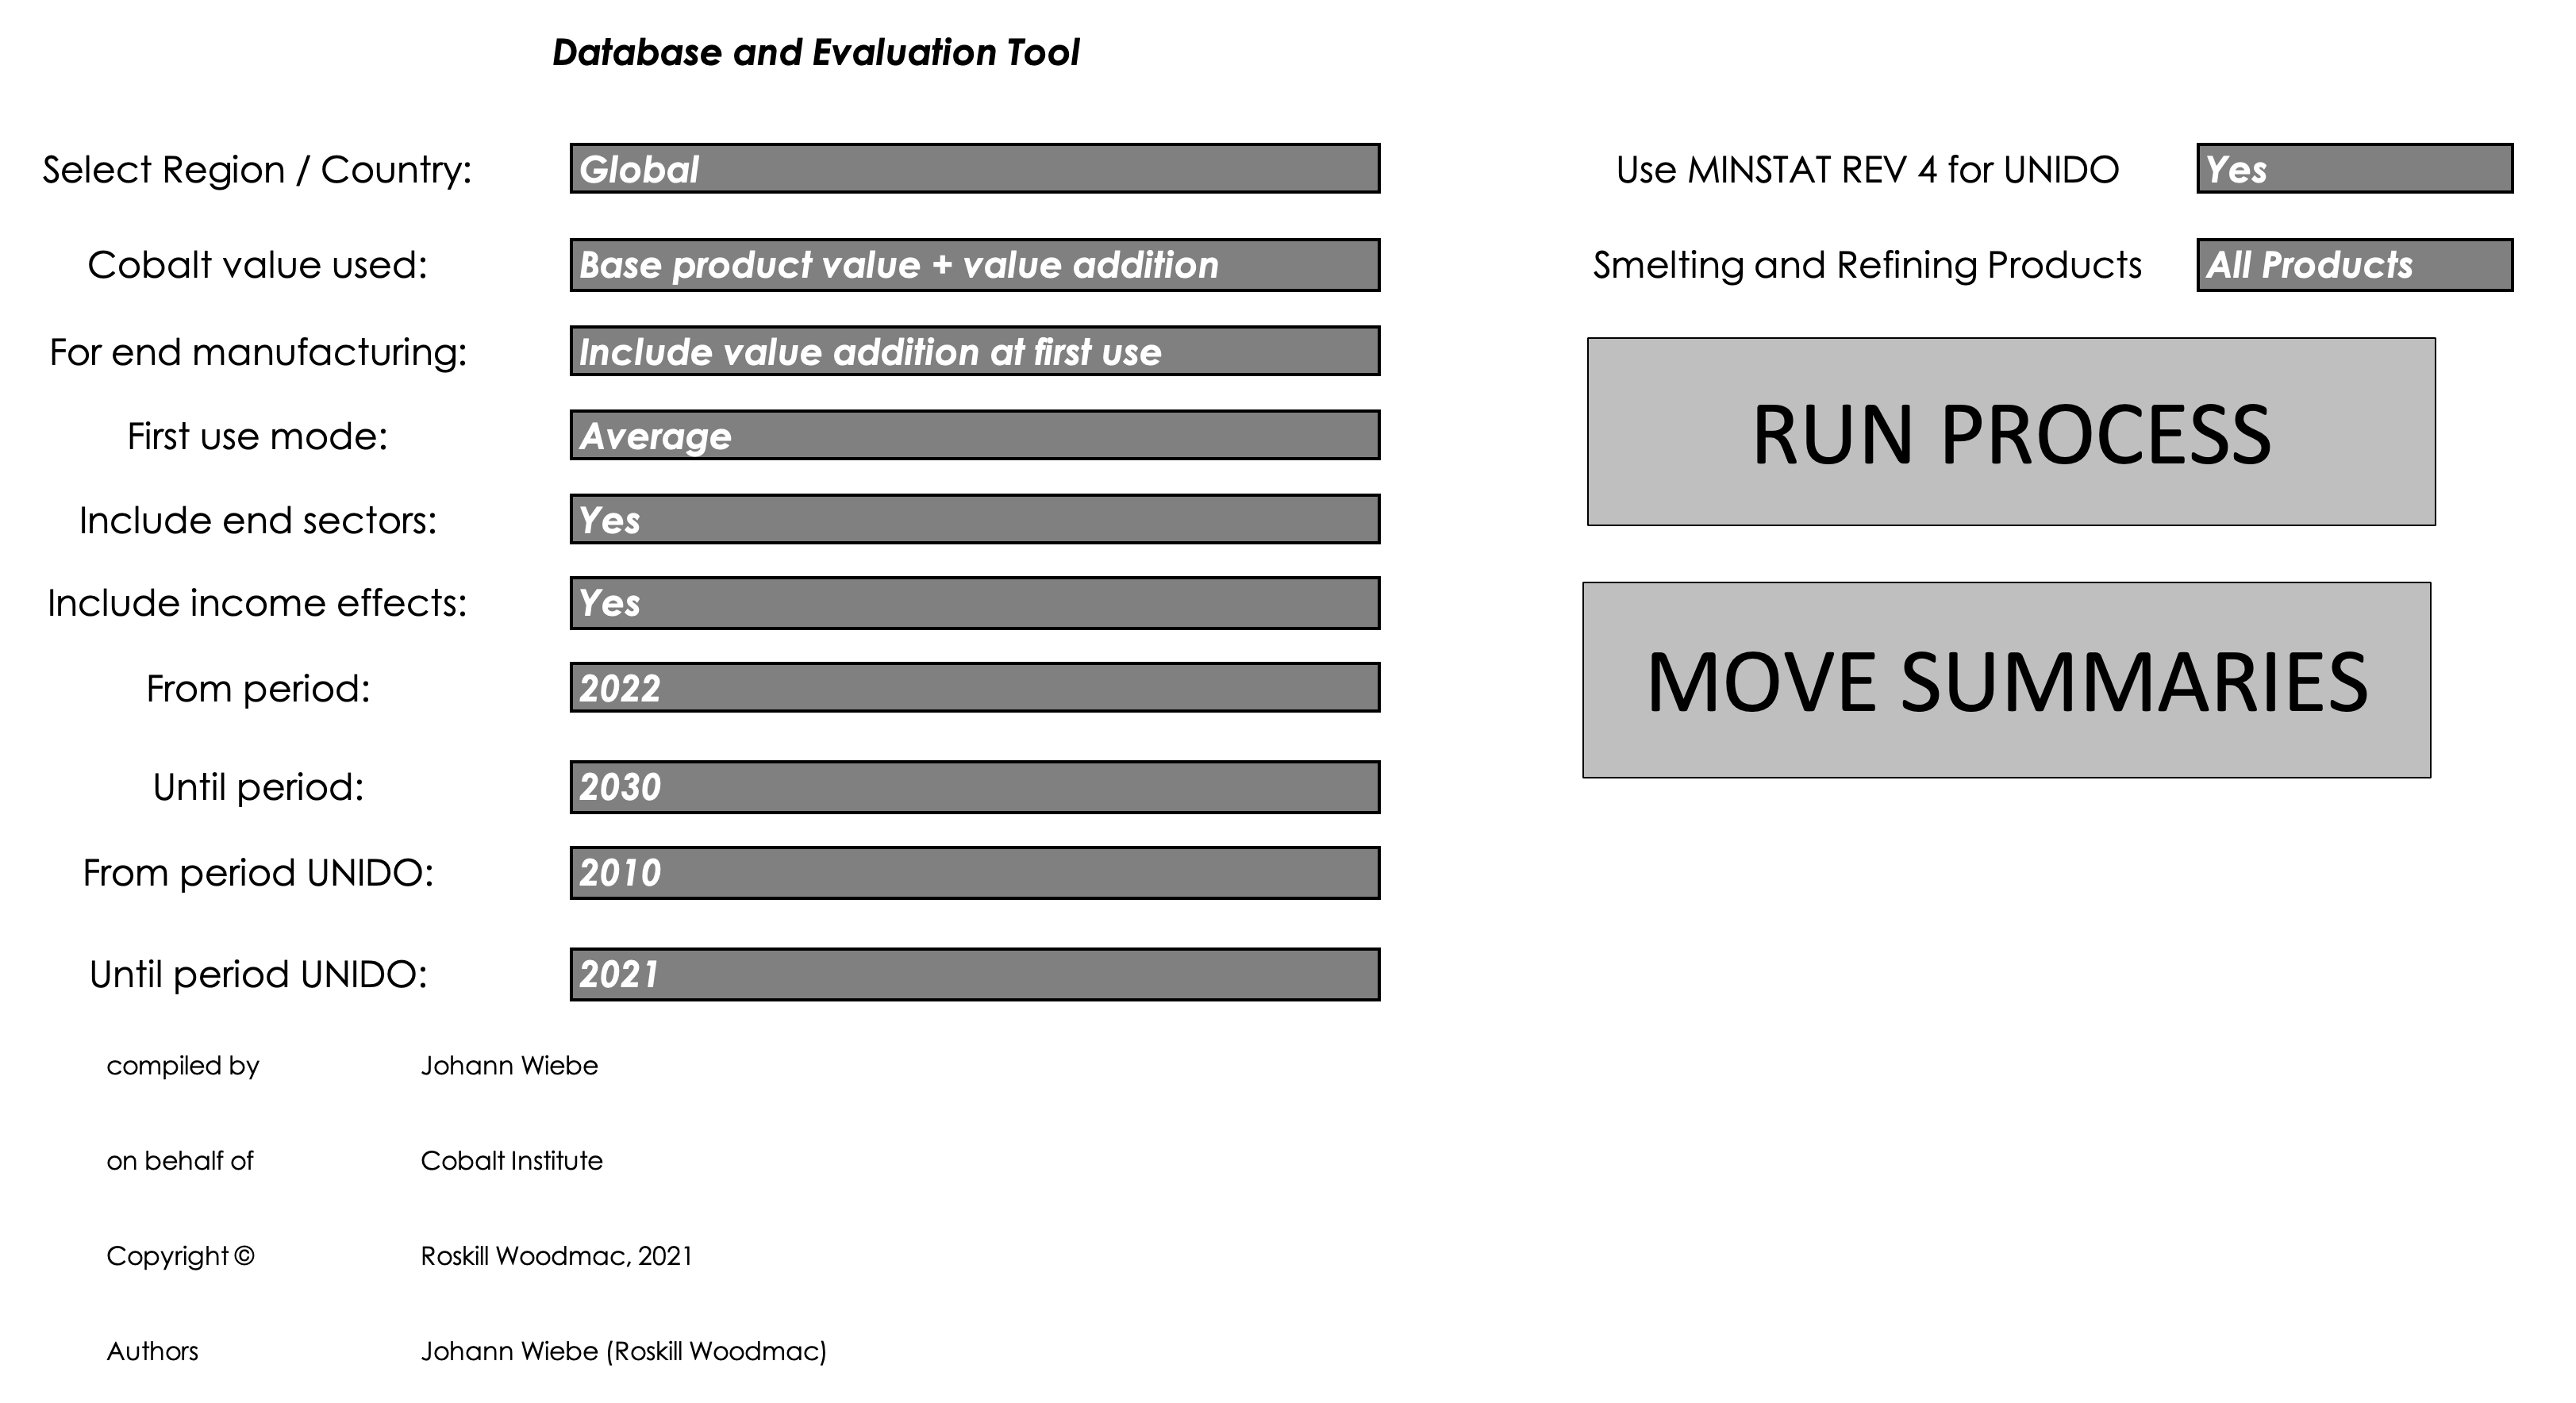 Database and Evaluation Tool
Select Region / Country: Global
Cobalt value used: Base product value + value addition
For end manufacturing: Include value addition at first use
First use mode: Average
Include end sectors: Yes
Include income effects: Yes
From period: 2022
Until period: 2030
From period UNIDO: 2010
Until period UNIDO: 2021
Use MINSTAT REV 4 for UNIDO Yes
Smelting and Refining Products All Products
RUN PROCESS
MOVE SUMMARIES
compiled by Johann Wiebe
on behalf of Cobalt Institute
Copyright © Roskill Woodmac, 2021
Authors Johann Wiebe (Roskill Woodmac)